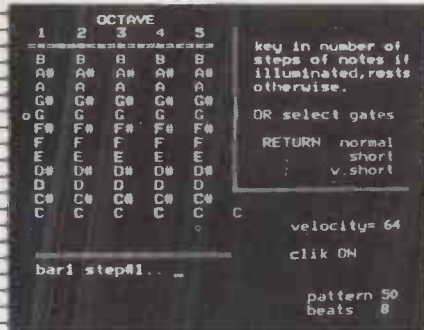 OCTAVE
1 2 3 4 5
B B B B B
A# A# A# A# A#
A A A A A
G# G# G# G# G#
G G G G G
F# F# F# F# F#
F F F F F
E E E E E
D# D# D# D# D#
D D D D D
C# C# C# C# C#
C C C C C C
bar1 step#1.. _
key in number of
steps of notes if
illuminated,rests
otherwise.
OR select gates
RETURN normal
: short
: v.short
velocity= 64
clik ON
pattern 50
beats 8